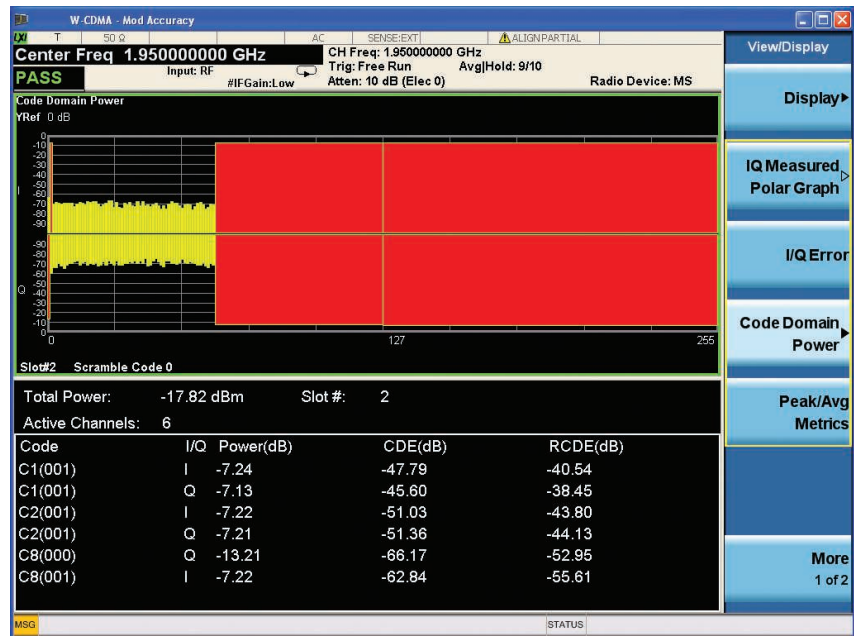 W-CDMA - Mod Accuracy
LXI T 50 Ω AC SENSE:EXT ALIGN PARTIAL
Center Freq 1.950000000 GHz
CH Freq: 1.950000000 GHz
Input: RF
Trig: Free Run Avg|Hold: 9/10
PASS
#IFGain:Low Atten: 10 dB (Elec 0) Radio Device: MS
Code Domain Power
YRef 0 dB
0
-10
-20
-30
-40
I -50
-60
-70
-80
-90
-90
-80
-70
-60
-50
Q -40
-30
-20
-10
0
0 127 255
Slot#2 Scramble Code 0
Total Power: -17.82 dBm Slot #: 2
Active Channels: 6
Code I/Q Power(dB) CDE(dB) RCDE(dB)
C1(001) I -7.24 -47.79 -40.54
C1(001) Q -7.13 -45.60 -38.45
C2(001) I -7.22 -51.03 -43.80
C2(001) Q -7.21 -51.36 -44.13
C8(000) Q -13.21 -66.17 -52.95
C8(001) I -7.22 -62.84 -55.61
View/Display
Display
IQ Measured
Polar Graph
I/Q Error
Code Domain
Power
Peak/Avg
Metrics
More
1 of 2
MSG STATUS